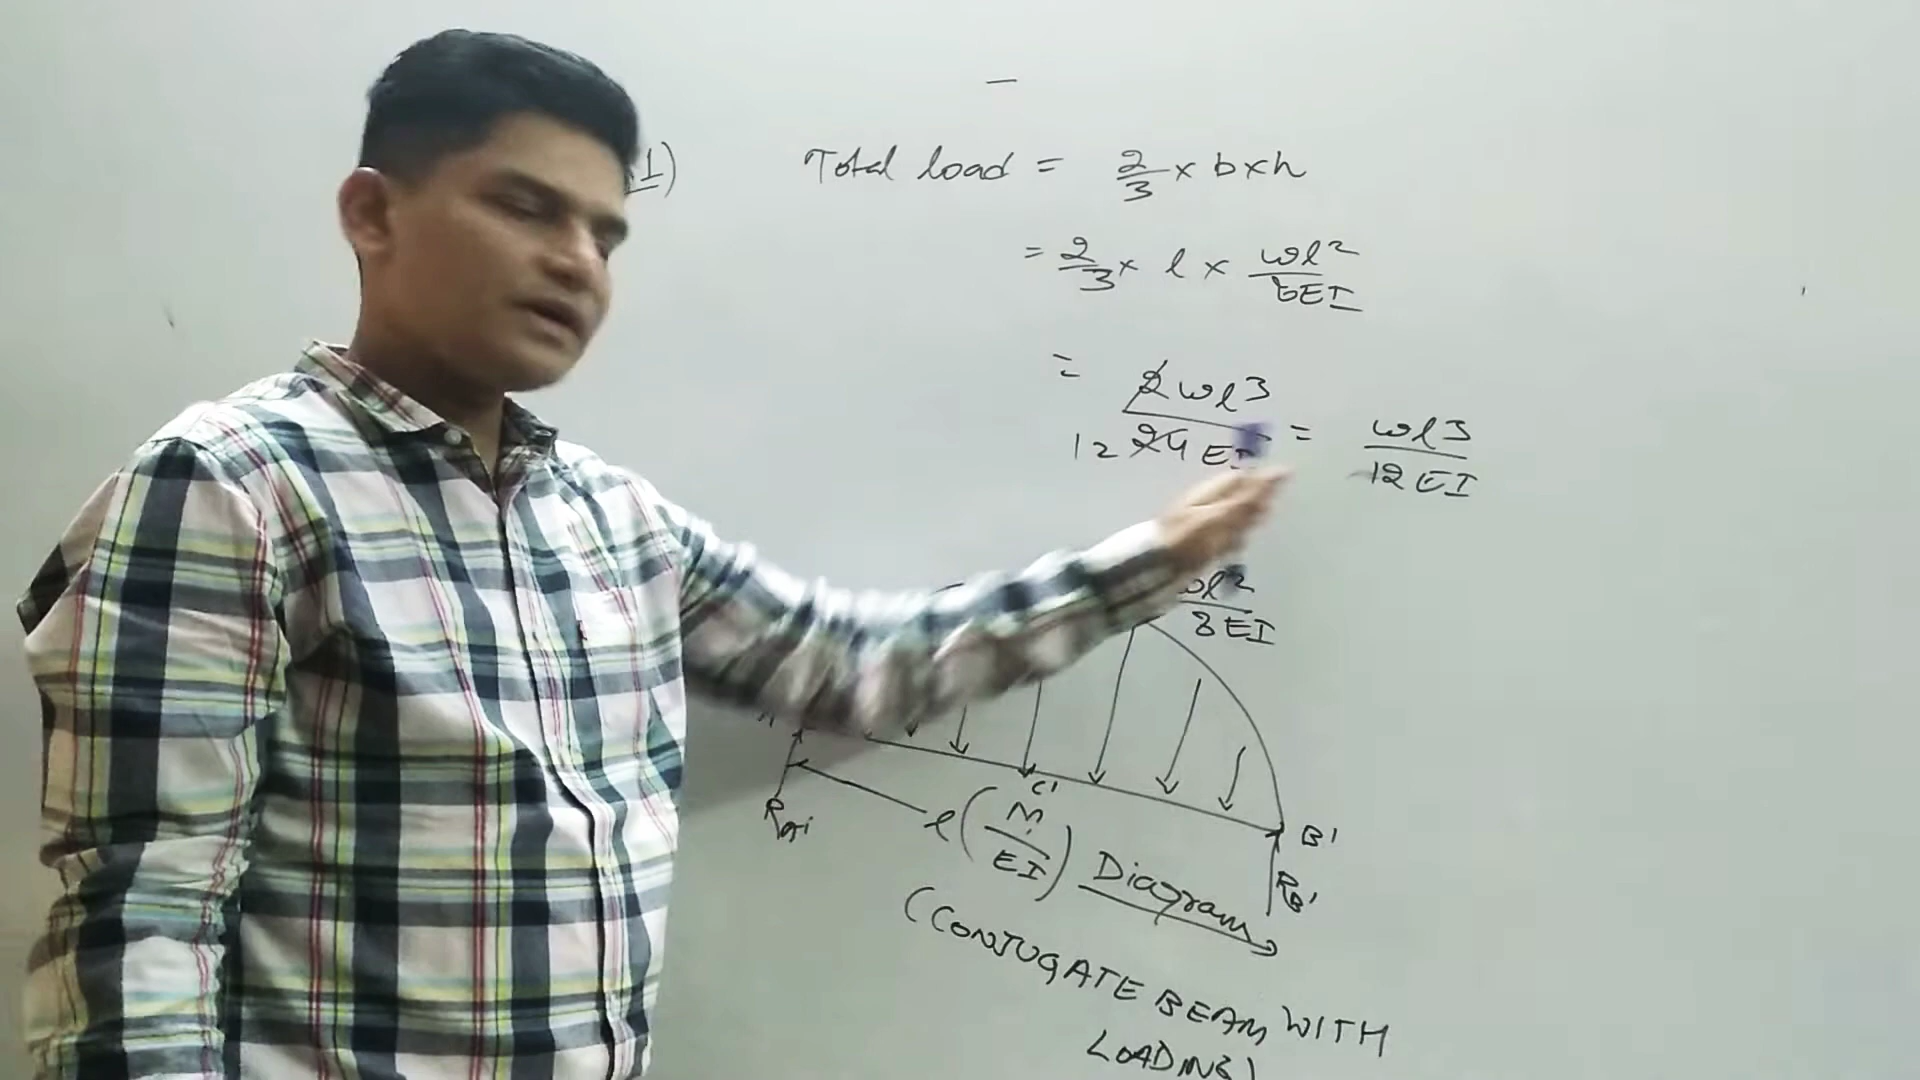 1) Total load = 2/3 × b × h
= 2/3 × l × wl²/8EI
= 2wl3/24EI 12 = wl3/12EI
wl²/8EI
C'
B'
l (M/EI) Diagram
RB'
(CONJUGATE BEAM WITH
LOADING)